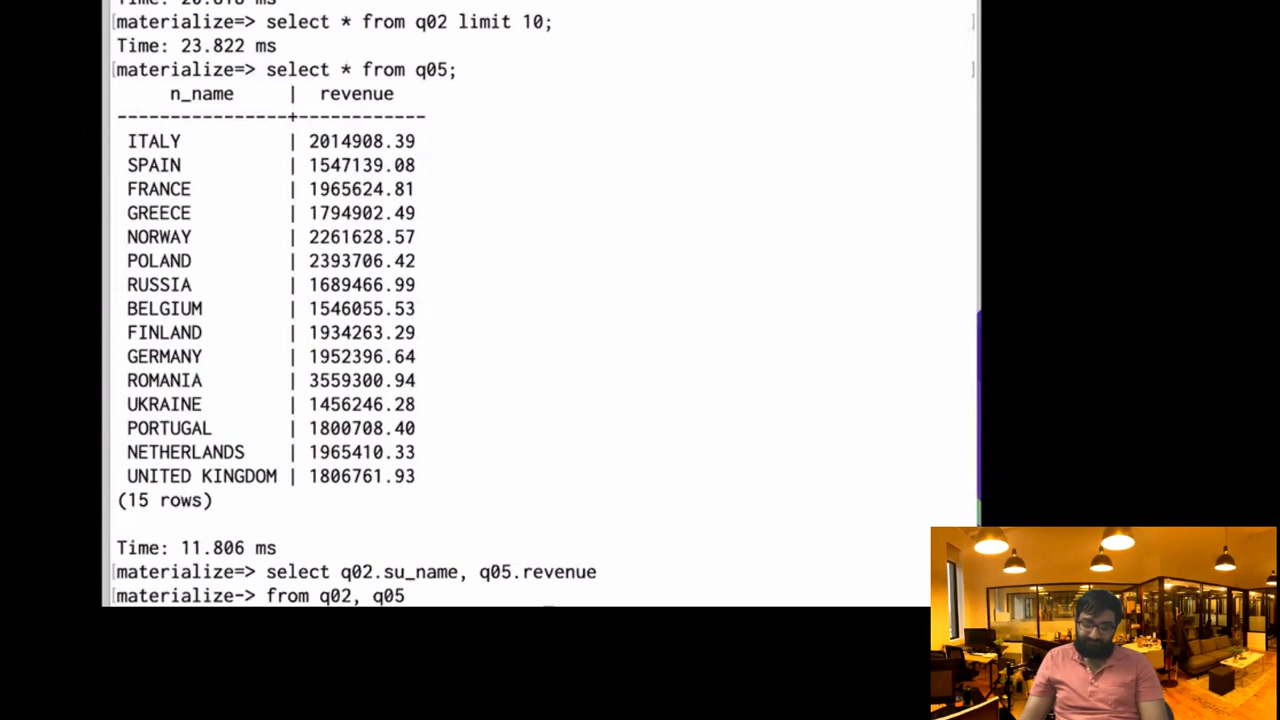 [materialize=> select * from q02 limit 10; ]
Time: 23.822 ms
[materialize=> select * from q05; ]
n_name | revenue
----------------+------------
ITALY | 2014908.39
SPAIN | 1547139.08
FRANCE | 1965624.81
GREECE | 1794902.49
NORWAY | 2261628.57
POLAND | 2393706.42
RUSSIA | 1689466.99
BELGIUM | 1546055.53
FINLAND | 1934263.29
GERMANY | 1952396.64
ROMANIA | 3559300.94
UKRAINE | 1456246.28
PORTUGAL | 1800708.40
NETHERLANDS | 1965410.33
UNITED KINGDOM | 1806761.93
(15 rows)
Time: 11.806 ms
[materialize=> select q02.su_name, q05.revenue
[materialize-> from q02, q05